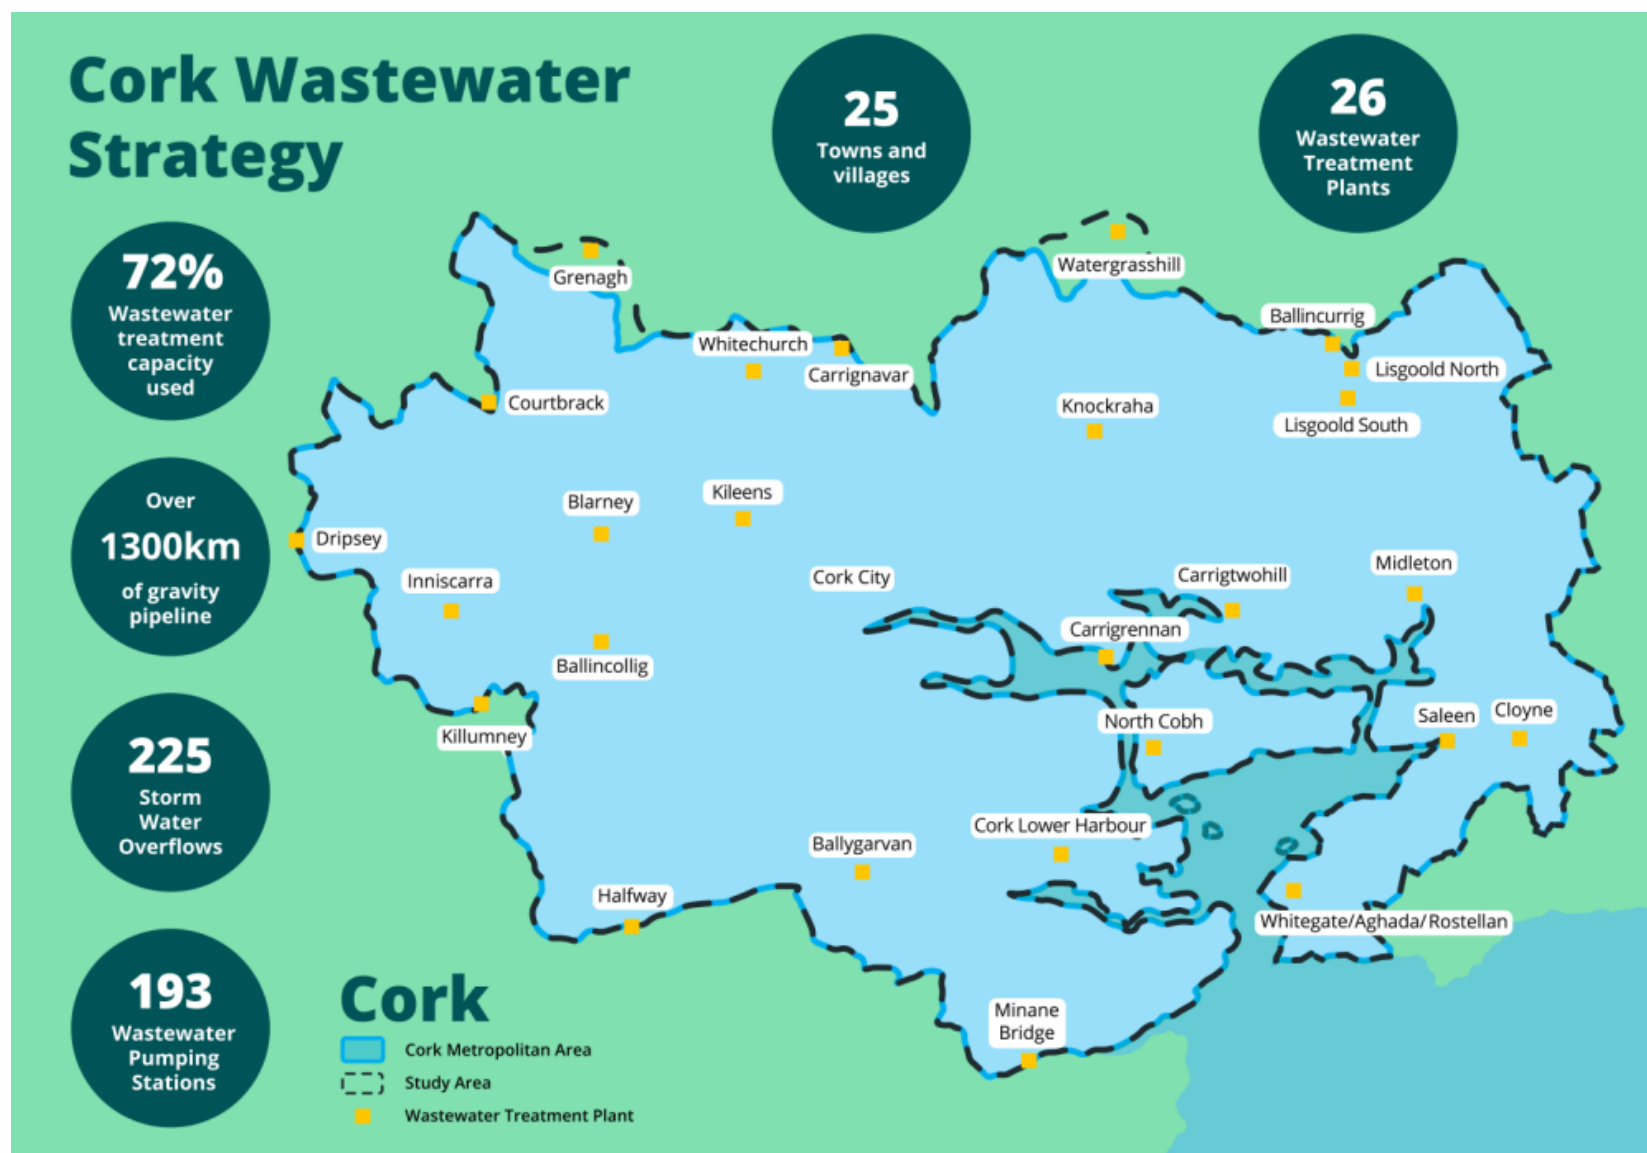 Cork Wastewater
Strategy
25
Towns and
villages
26
Wastewater
Treatment
Plants
72%
Wastewater
treatment
capacity
used
Over
1300km
of gravity
pipeline
225
Storm
Water
Overflows
193
Wastewater
Pumping
Stations
Grenagh
Watergrasshill
Ballincurrig
Whitechurch
Carrignavar
Lisgoold North
Courtbrack
Knockraha
Lisgoold South
Blarney
Kileens
Dripsey
Inniscarra
Cork City
Carrigtwohill
Midleton
Carrigrennan
Ballincollig
Killumney
North Cobh
Saleen
Cloyne
Cork Lower Harbour
Ballygarvan
Halfway
Whitegate/Aghada/Rostellan
Minane
Bridge
Cork
Cork Metropolitan Area
Study Area
Wastewater Treatment Plant